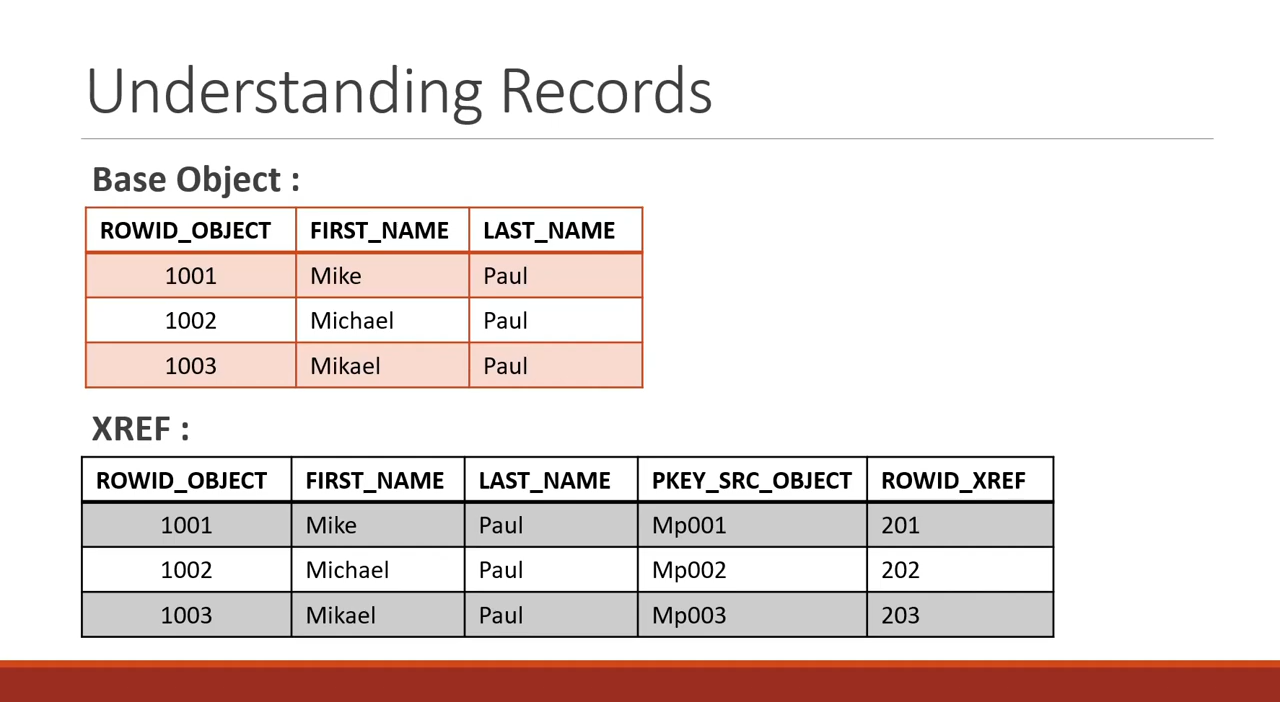 Understanding Records
Base Object :
ROWID_OBJECT FIRST_NAME LAST_NAME
1001 Mike Paul
1002 Michael Paul
1003 Mikael Paul
XREF :
ROWID_OBJECT FIRST_NAME LAST_NAME PKEY_SRC_OBJECT ROWID_XREF
1001 Mike Paul Mp001 201
1002 Michael Paul Mp002 202
1003 Mikael Paul Mp003 203